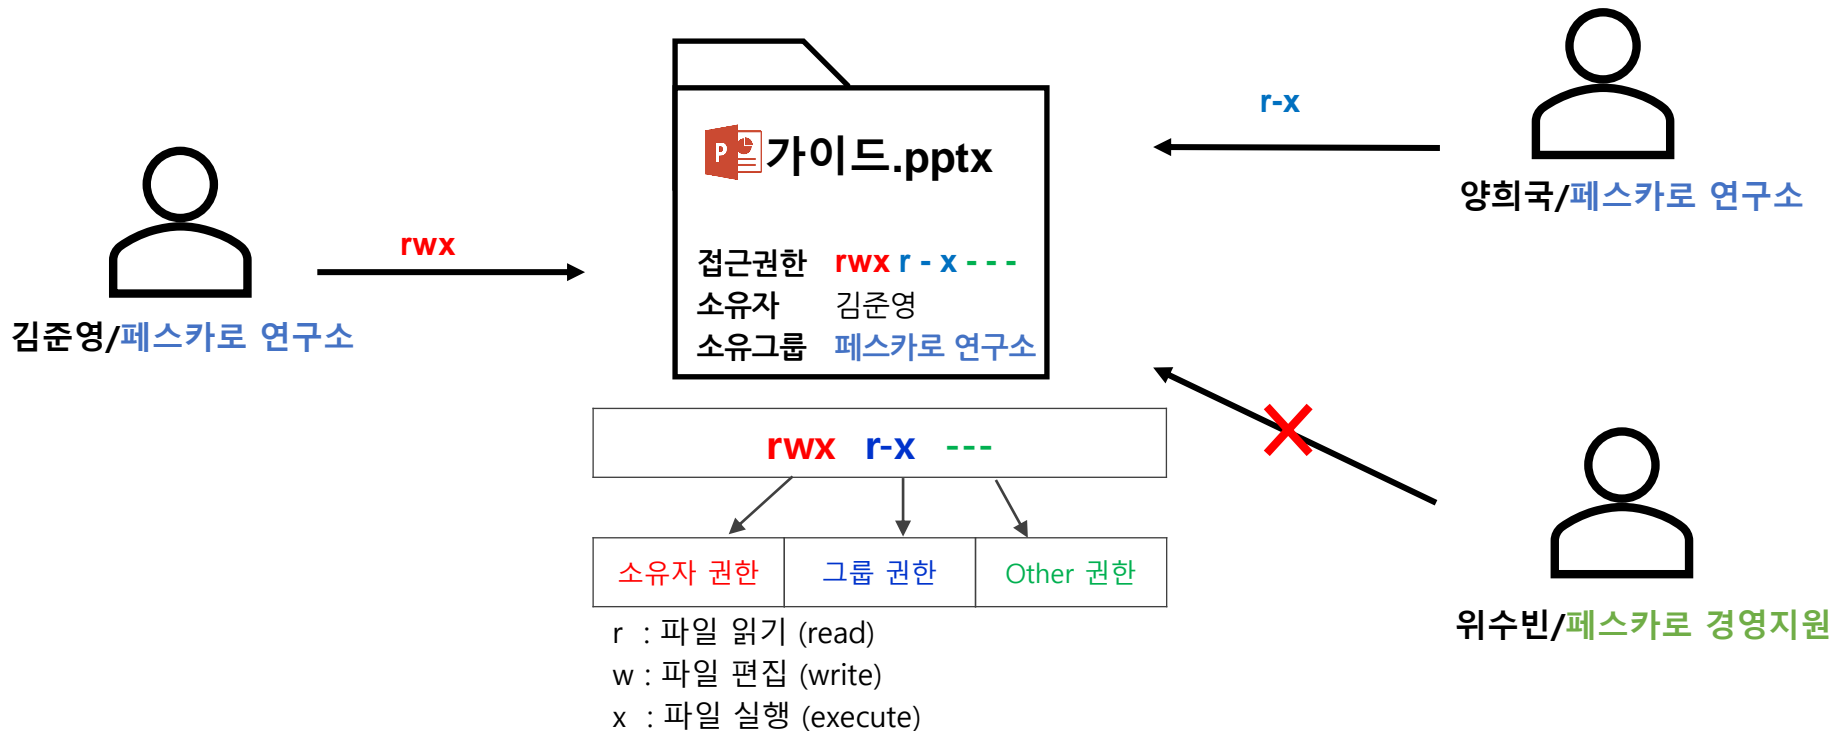 P 가이드.pptx
접근권한 rwx r - x - - -
소유자 김준영
소유그룹 페스카로 연구소
rwx
김준영/페스카로 연구소
r-x
양희국/페스카로 연구소
위수빈/페스카로 경영지원
rwx r-x ---
소유자 권한 그룹 권한 Other 권한
r : 파일 읽기 (read)
w : 파일 편집 (write)
x : 파일 실행 (execute)